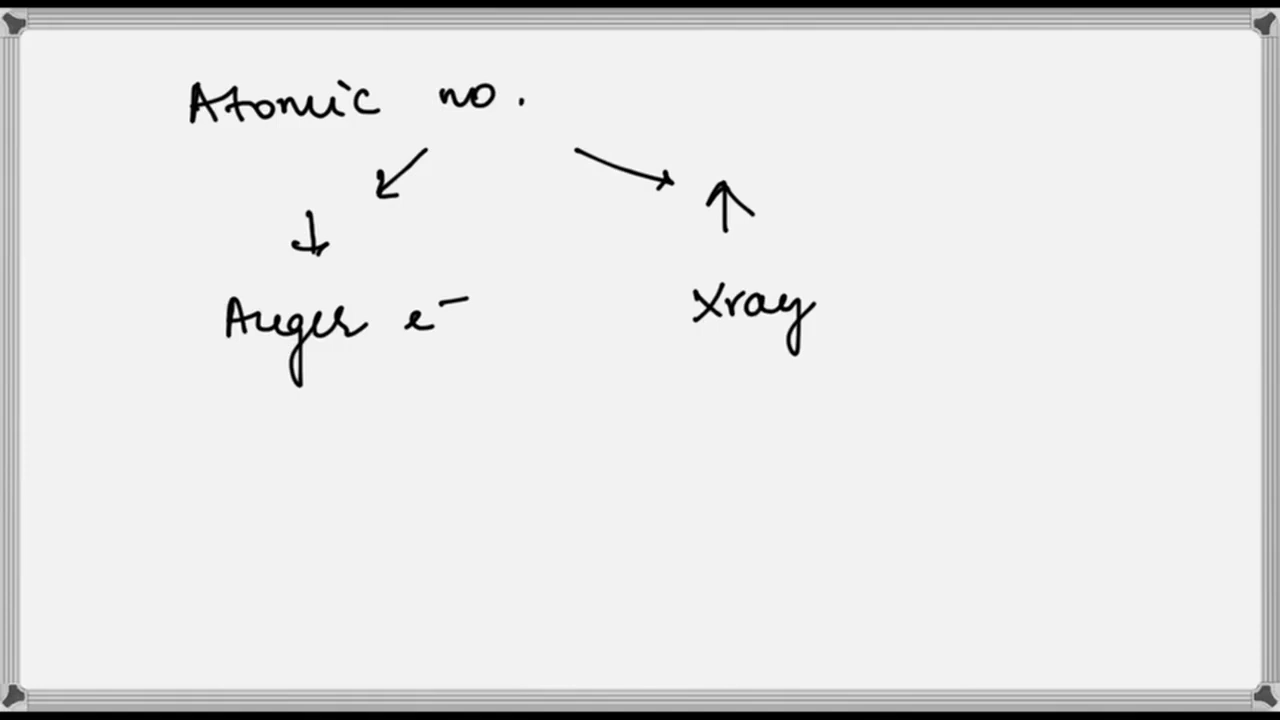 Atomic no.
↙ ↘
↓ ↑
Auger e⁻ Xray